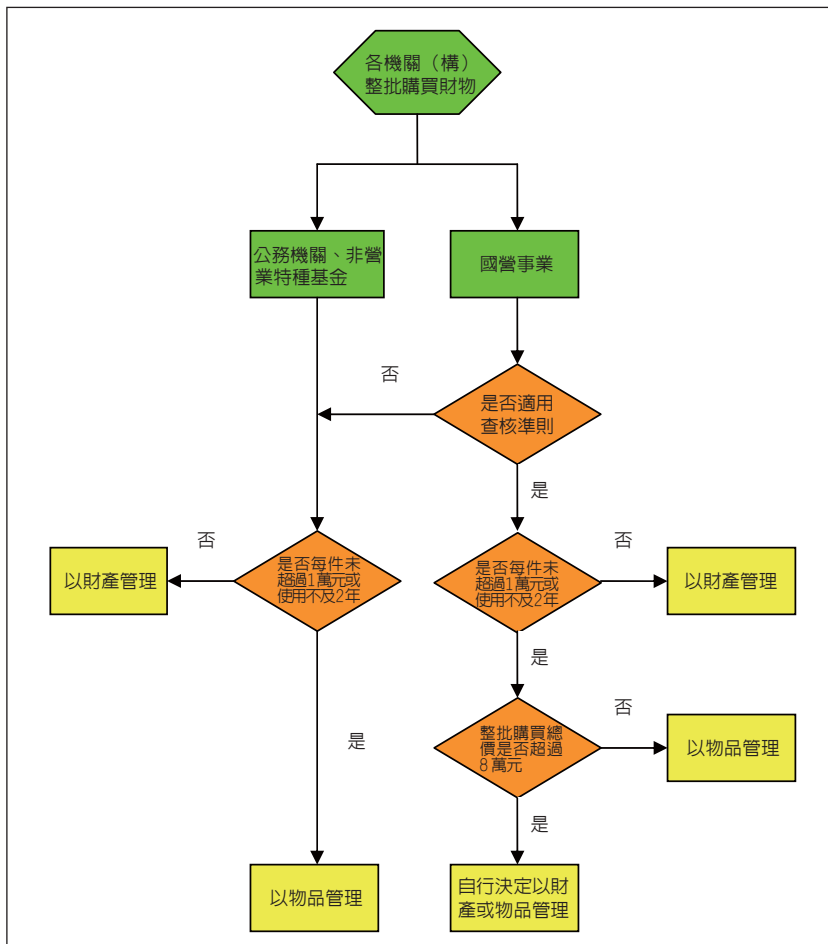 各機關（構）
整批購買財物
公務機關、非營
業特種基金
國營事業
否
是否適用
查核準則
是
否
以財產管理
是否每件未
超過1萬元或
使用不及2年
是否每件未
超過1萬元或
使用不及2年
否
以財產管理
是
是
整批購買總
價是否超過
8萬元
否
以物品管理
是
以物品管理
自行決定以財
產或物品管理